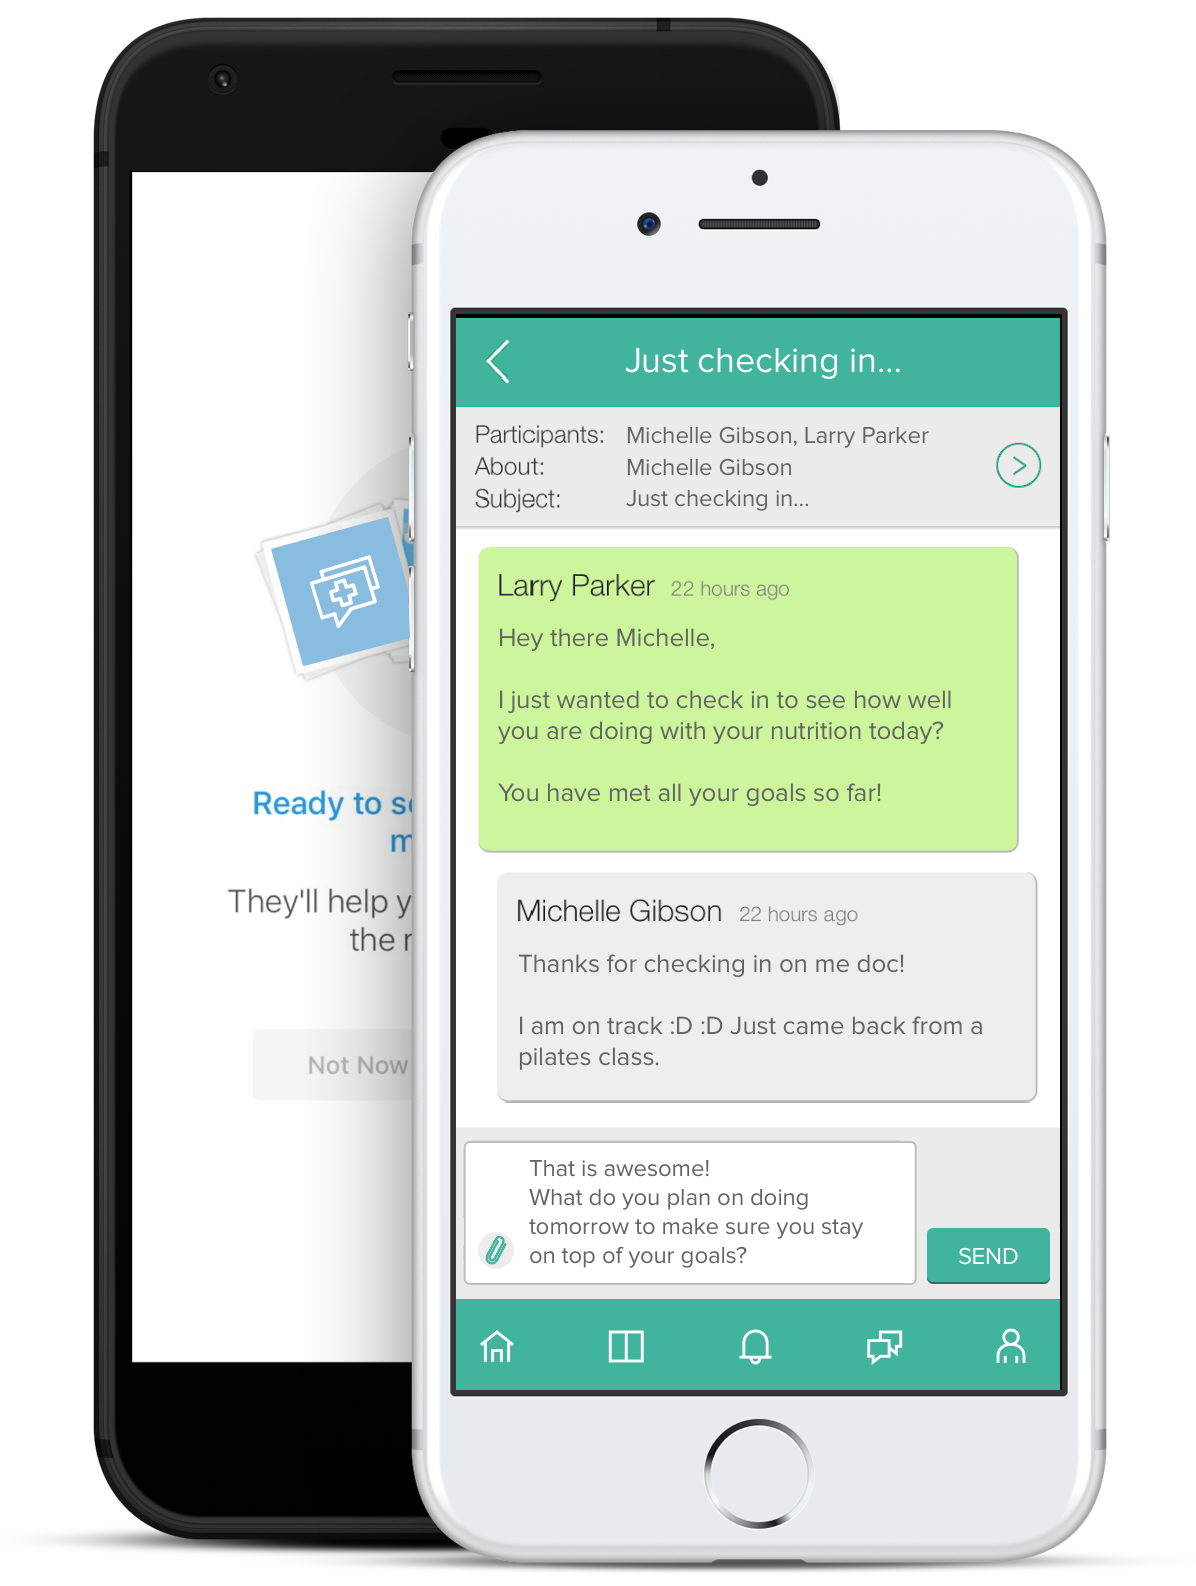 Just checking in...
Participants: Michelle Gibson, Larry Parker
About: Michelle Gibson
Subject: Just checking in...
Larry Parker 22 hours ago
Hey there Michelle,
I just wanted to check in to see how well
you are doing with your nutrition today?
You have met all your goals so far!
Michelle Gibson 22 hours ago
Thanks for checking in on me doc!
I am on track :D :D Just came back from a
pilates class.
That is awesome!
What do you plan on doing
tomorrow to make sure you stay
on top of your goals?
SEND
Ready to
They'll help
the
Not Now